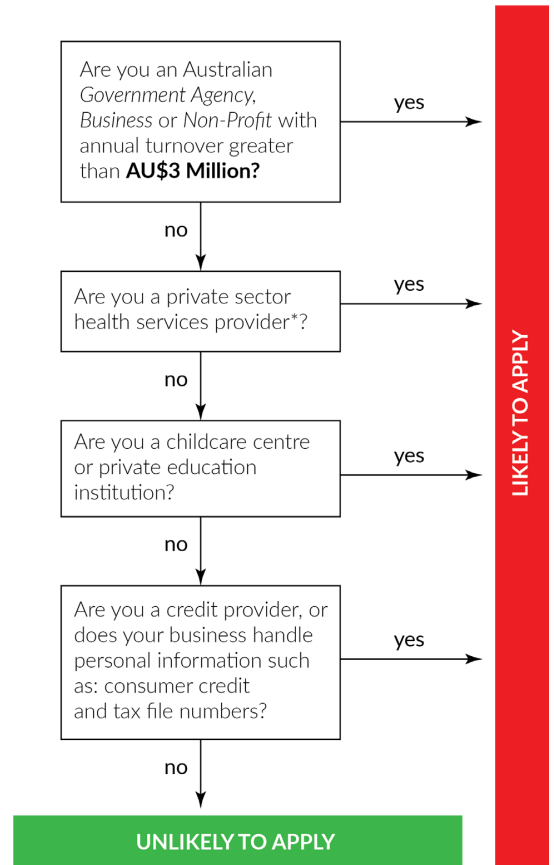 Are you an Australian
Government Agency,
Business or Non-Profit with
annual turnover greater
than AU$3 Million?
yes
no
Are you a private sector
health services provider*?
yes
no
Are you a childcare centre
or private education
institution?
yes
no
Are you a credit provider, or
does your business handle
personal information such
as: consumer credit
and tax file numbers?
yes
no
LIKELY TO APPLY
UNLIKELY TO APPLY